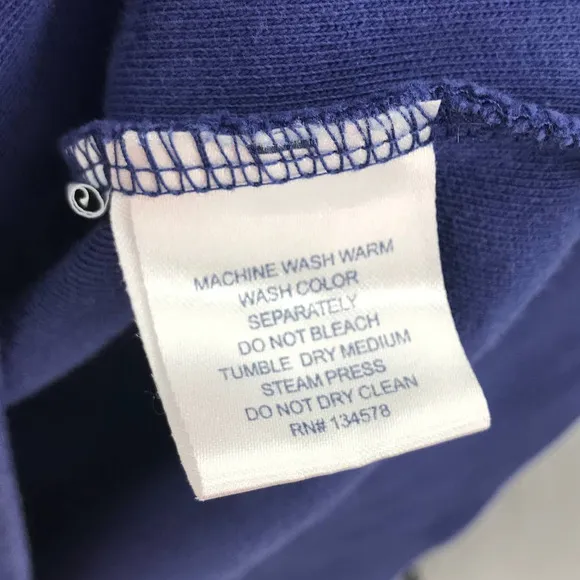 MACHINE WASH WARM
WASH COLOR
SEPARATELY
DO NOT BLEACH
TUMBLE DRY MEDIUM
STEAM PRESS
DO NOT DRY CLEAN
RN# 134578